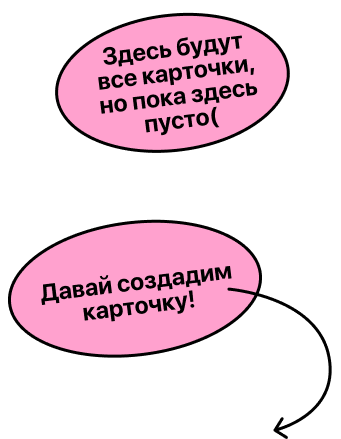 Здесь будут
все карточки,
но пока здесь
пусто(
Давай создадим
карточку!